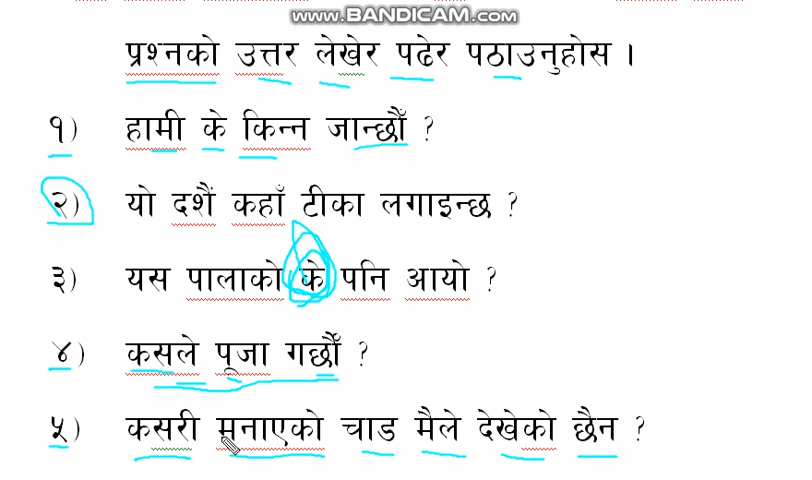 www.BANDICAM.com
प्रश्नको उत्तर लेखेर पढेर पठाउनुहोस ।
१) हामी के किन्न जान्छौँ ?
२) यो दशैं कहाँ टीका लगाइन्छ ?
३) यस पालाको के पनि आयो ?
४) कसले पूजा गर्छौँ ?
५) कसरी मनाएको चाड मैले देखेको छैन ?